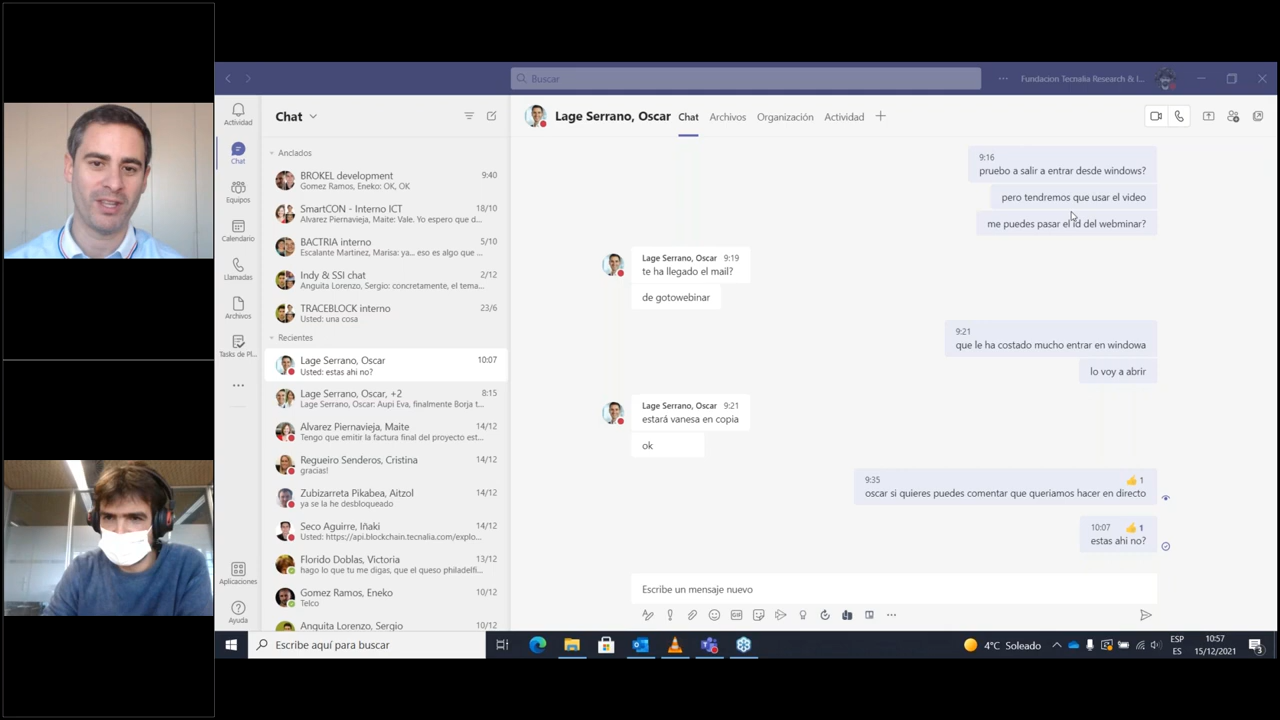 Buscar
Fundacion Tecnalia Research & I...
Actividad
Chat
Equipos
Calendario
Llamadas
Archivos
Tasks de Pl...
Aplicaciones
Ayuda
Chat
Anclados
BROKEL development 9:40
Gomez Ramos, Eneko: OK, OK
SmartCON - Interno ICT 18/10
Alvarez Piernavieja, Maite: Vale. Yo espero que d...
BACTRIA interno 5/10
Escalante Martinez, Marisa: ya... eso es algo que ...
Indy & SSI chat 2/12
Anguita Lorenzo, Sergio: concretamente, el tema...
TRACEBLOCK interno 23/6
Usted: una cosa
Recientes
Lage Serrano, Oscar 10:07
Usted: estas ahi no?
Lage Serrano, Oscar, +2 8:15
Lage Serrano, Oscar: Aupi Eva, finalmente Borja t...
Alvarez Piernavieja, Maite 14/12
Tengo que emitir la factura final del proyecto est...
Regueiro Senderos, Cristina 14/12
gracias!
Zubizarreta Pikabea, Aitzol 14/12
ya se la he desbloqueado
Seco Aguirre, Iñaki 14/12
Usted: https://api.blockchain.tecnalia.com/explo...
Florido Doblas, Victoria 13/12
hago lo que tu me digas, que el queso philadelfi...
Gomez Ramos, Eneko 10/12
Telco
Anguita Lorenzo, Sergio 10/12
Lage Serrano, Oscar Chat Archivos Organización Actividad
9:16
pruebo a salir a entrar desde windows?
pero tendremos que usar el video
me puedes pasar el id del webminar?
Lage Serrano, Oscar 9:19
te ha llegado el mail?
de gotowebinar
9:21
que le ha costado mucho entrar en windowa
lo voy a abrir
Lage Serrano, Oscar 9:21
estará vanesa en copia
ok
9:35 1
oscar si quieres puedes comentar que queriamos hacer en directo
10:07 1
estas ahi no?
Escribe un mensaje nuevo
GIF
Escribe aquí para buscar
4°C Soleado
ESP
ES
10:57
15/12/2021
3